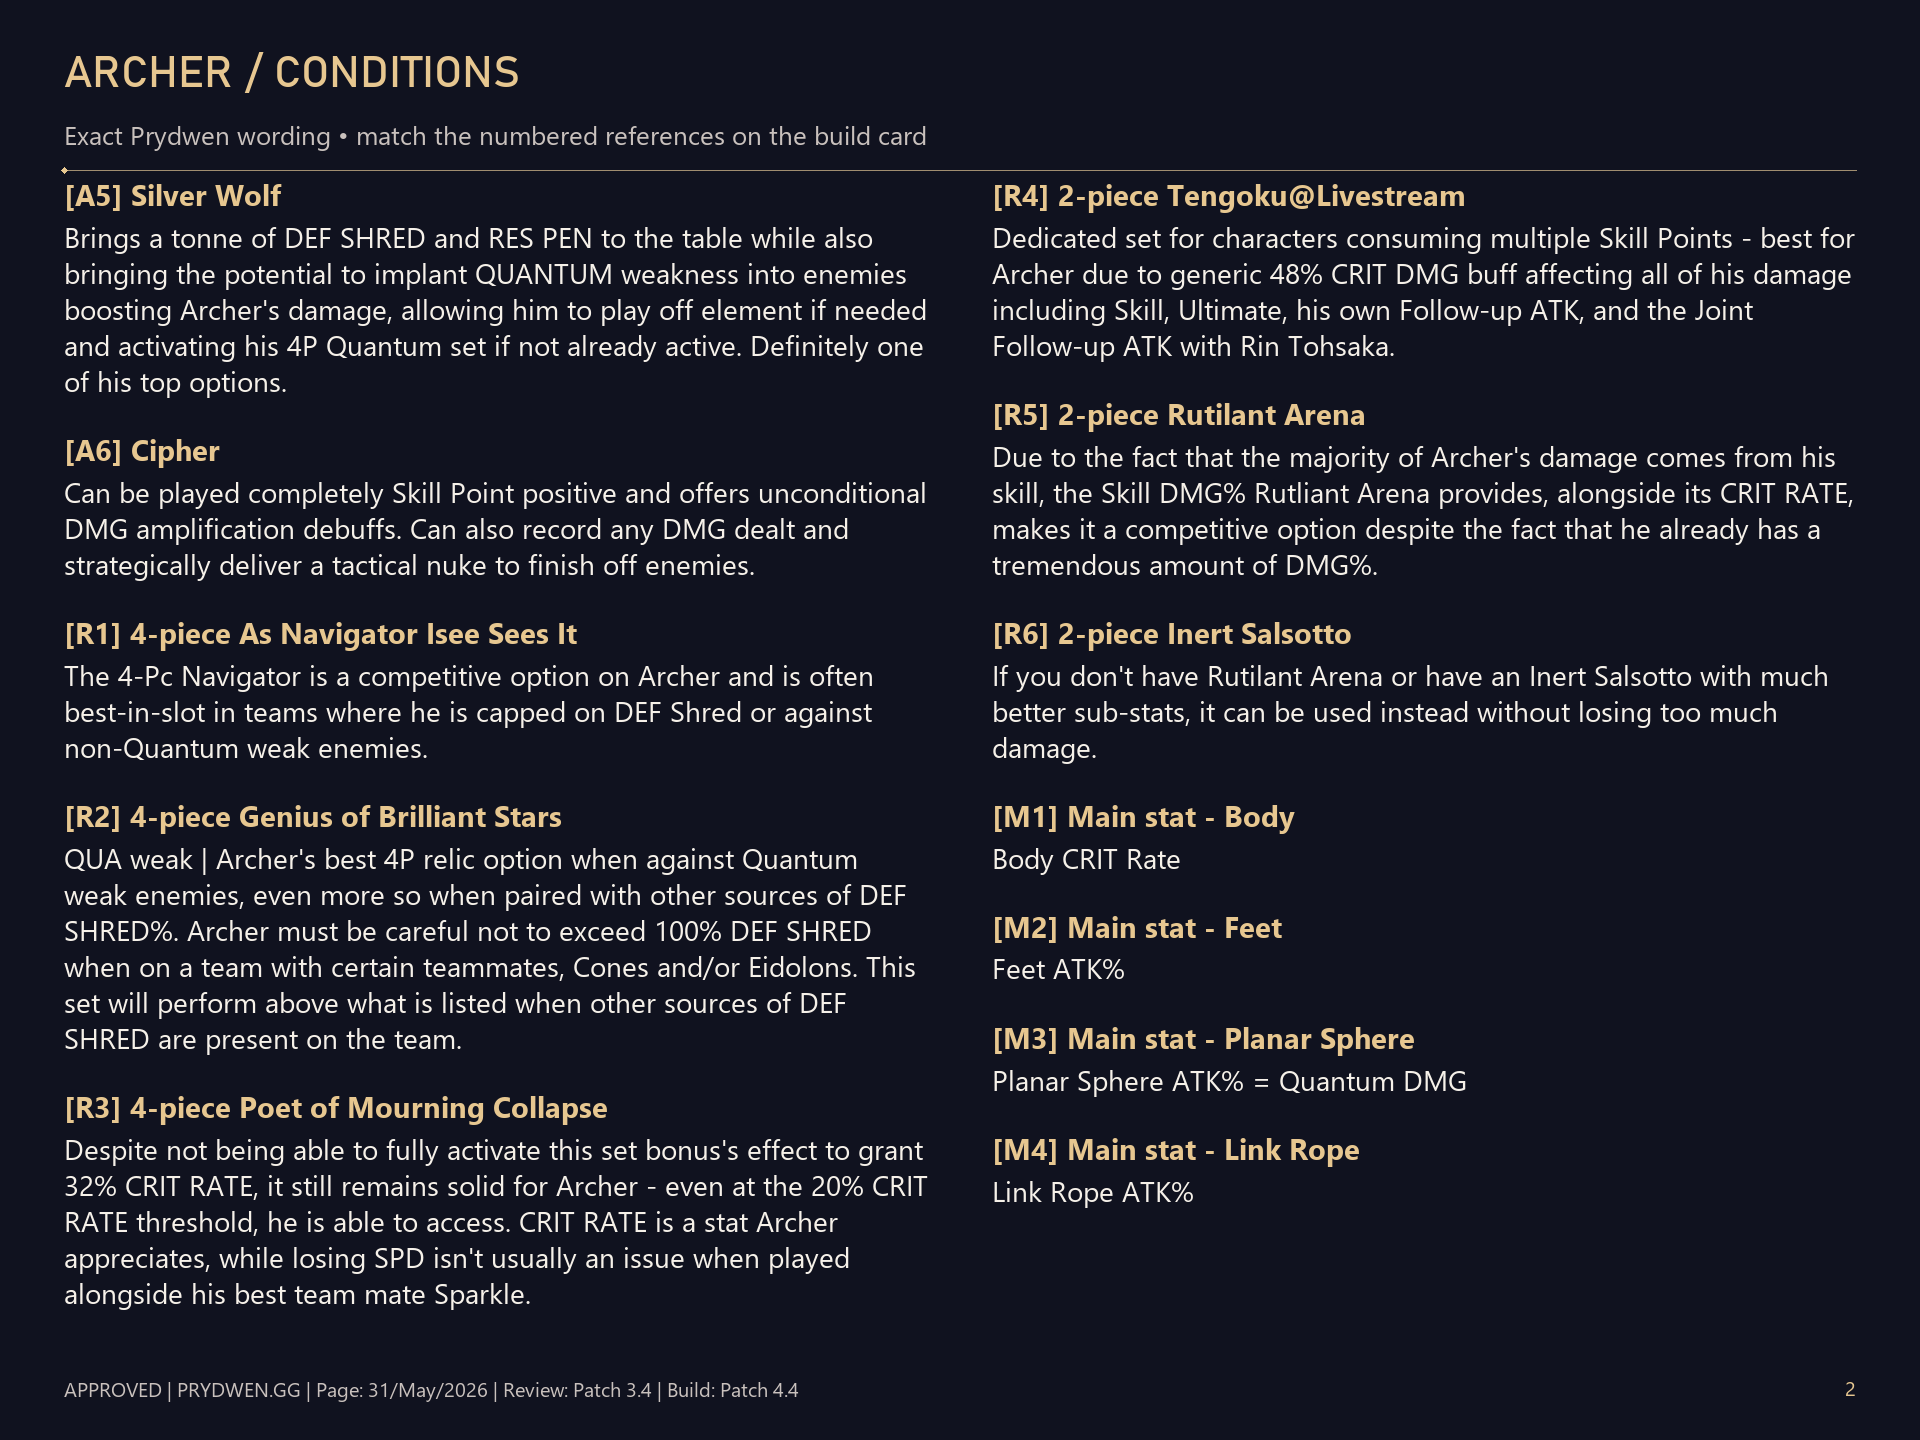 ARCHER / CONDITIONS
Exact Prydwen wording • match the numbered references on the build card
[A5] Silver Wolf
Brings a tonne of DEF SHRED and RES PEN to the table while also
bringing the potential to implant QUANTUM weakness into enemies
boosting Archer's damage, allowing him to play off element if needed
and activating his 4P Quantum set if not already active. Definitely one
of his top options.
[A6] Cipher
Can be played completely Skill Point positive and offers unconditional
DMG amplification debuffs. Can also record any DMG dealt and
strategically deliver a tactical nuke to finish off enemies.
[R1] 4-piece As Navigator Isee Sees It
The 4-Pc Navigator is a competitive option on Archer and is often
best-in-slot in teams where he is capped on DEF Shred or against
non-Quantum weak enemies.
[R2] 4-piece Genius of Brilliant Stars
QUA weak | Archer's best 4P relic option when against Quantum
weak enemies, even more so when paired with other sources of DEF
SHRED%. Archer must be careful not to exceed 100% DEF SHRED
when on a team with certain teammates, Cones and/or Eidolons. This
set will perform above what is listed when other sources of DEF
SHRED are present on the team.
[R3] 4-piece Poet of Mourning Collapse
Despite not being able to fully activate this set bonus's effect to grant
32% CRIT RATE, it still remains solid for Archer - even at the 20% CRIT
RATE threshold, he is able to access. CRIT RATE is a stat Archer
appreciates, while losing SPD isn't usually an issue when played
alongside his best team mate Sparkle.
[R4] 2-piece Tengoku@Livestream
Dedicated set for characters consuming multiple Skill Points - best for
Archer due to generic 48% CRIT DMG buff affecting all of his damage
including Skill, Ultimate, his own Follow-up ATK, and the Joint
Follow-up ATK with Rin Tohsaka.
[R5] 2-piece Rutilant Arena
Due to the fact that the majority of Archer's damage comes from his
skill, the Skill DMG% Rutliant Arena provides, alongside its CRIT RATE,
makes it a competitive option despite the fact that he already has a
tremendous amount of DMG%.
[R6] 2-piece Inert Salsotto
If you don't have Rutilant Arena or have an Inert Salsotto with much
better sub-stats, it can be used instead without losing too much
damage.
[M1] Main stat - Body
Body CRIT Rate
[M2] Main stat - Feet
Feet ATK%
[M3] Main stat - Planar Sphere
Planar Sphere ATK% = Quantum DMG
[M4] Main stat - Link Rope
Link Rope ATK%
APPROVED | PRYDWEN.GG | Page: 31/May/2026 | Review: Patch 3.4 | Build: Patch 4.4
2